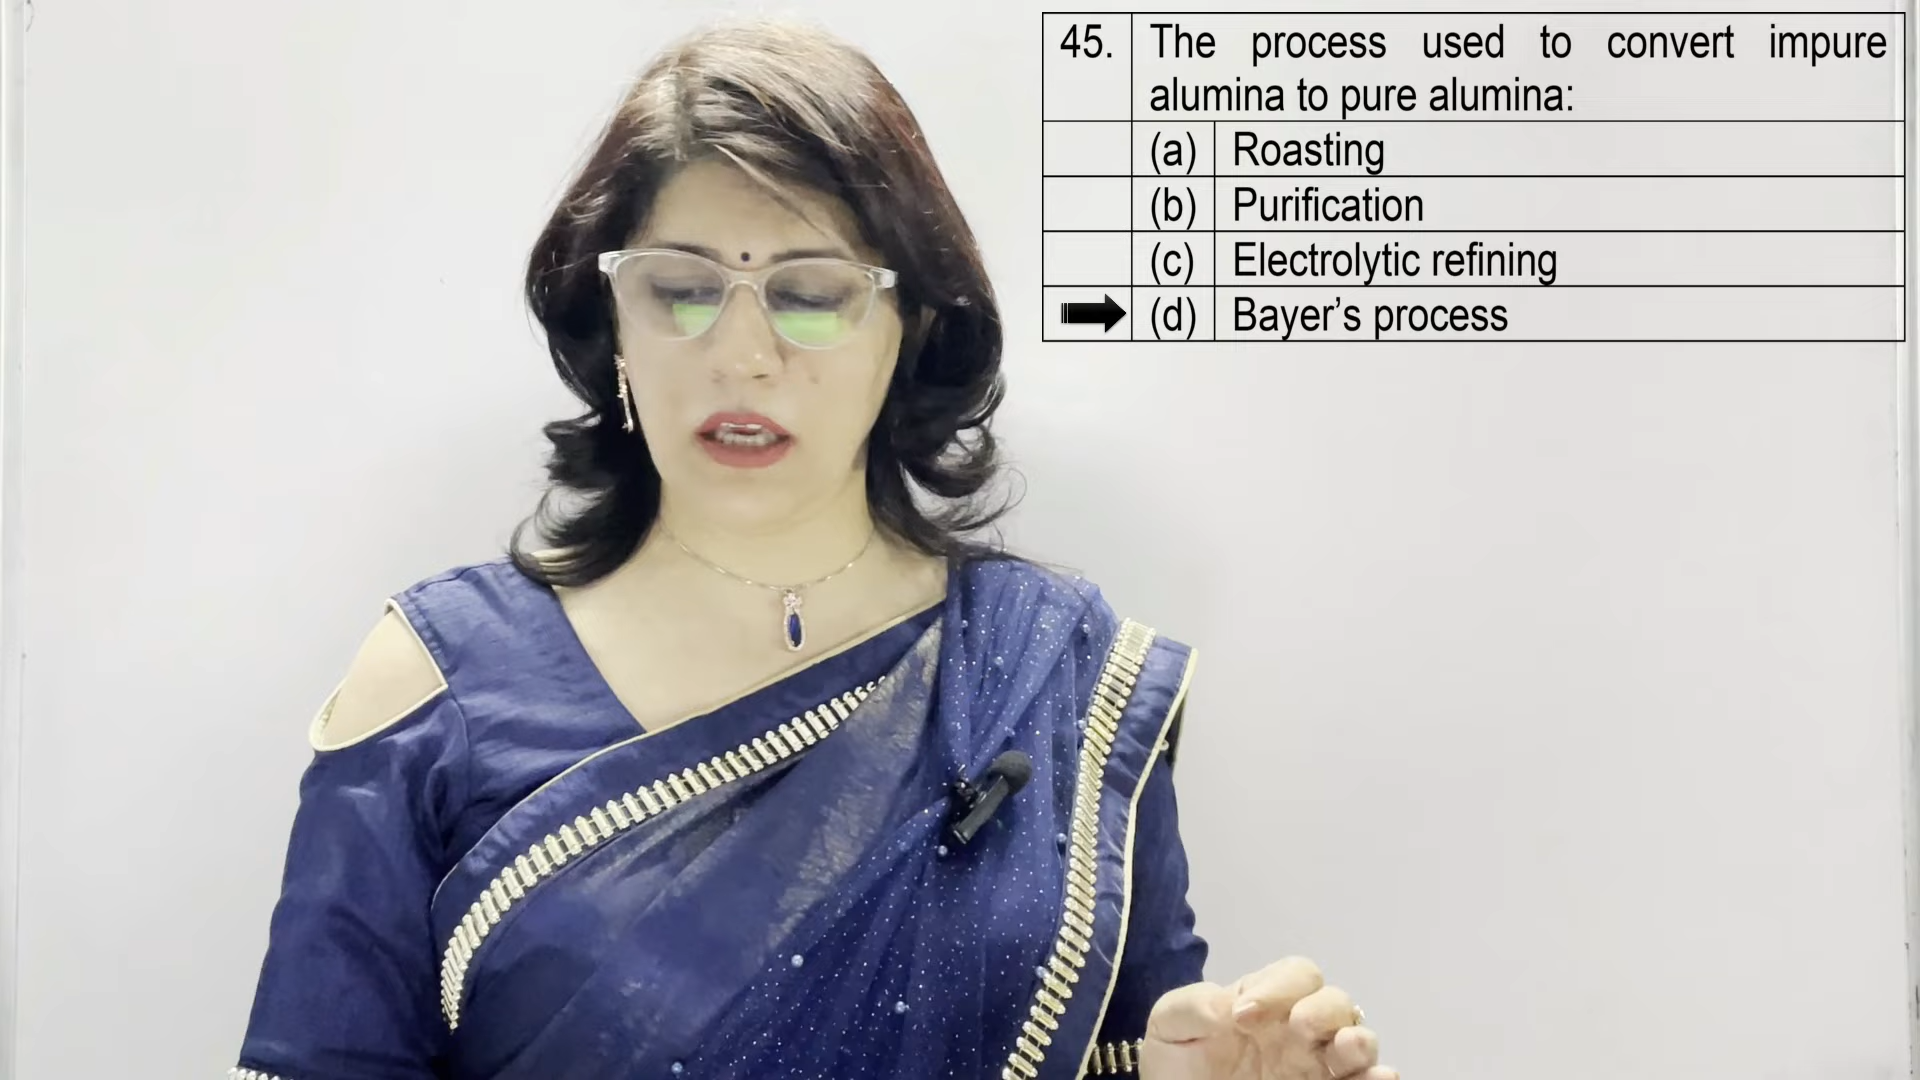 45. The process used to convert impure
alumina to pure alumina:
(a) Roasting
(b) Purification
(c) Electrolytic refining
(d) Bayer’s process